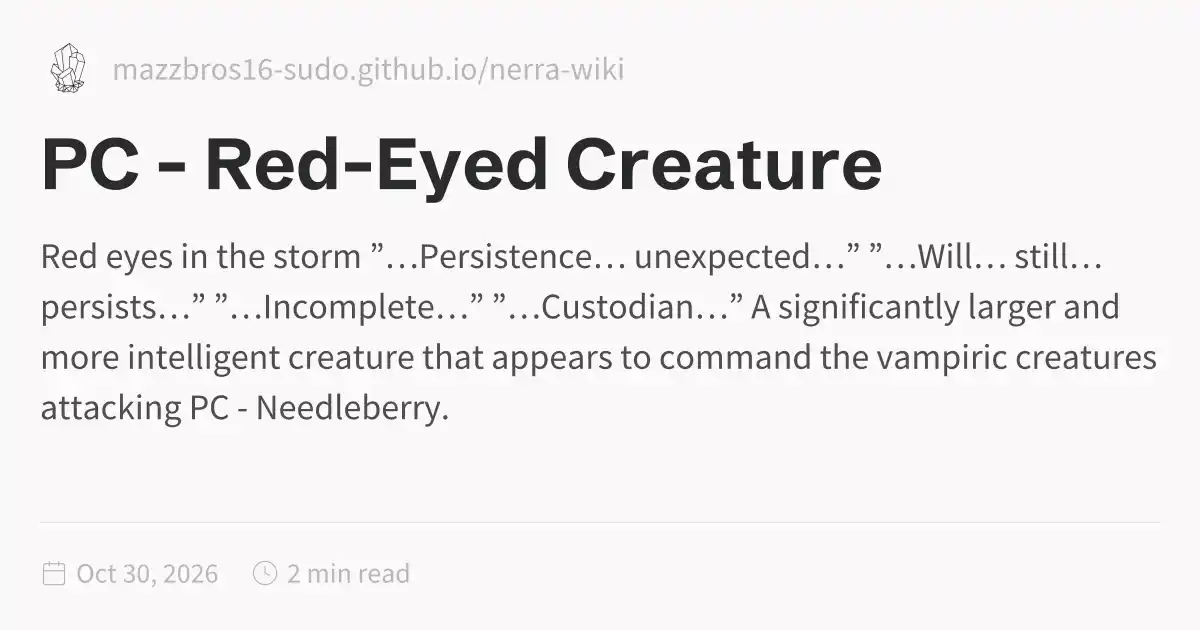 mazzbros16-sudo.github.io/nerra-wiki
PC - Red-Eyed Creature
Red eyes in the storm ”…Persistence… unexpected…” ”…Will… still…
persists…” ”…Incomplete…” ”…Custodian…” A significantly larger and
more intelligent creature that appears to command the vampiric creatures
attacking PC - Needleberry.
Oct 30, 2026
2 min read